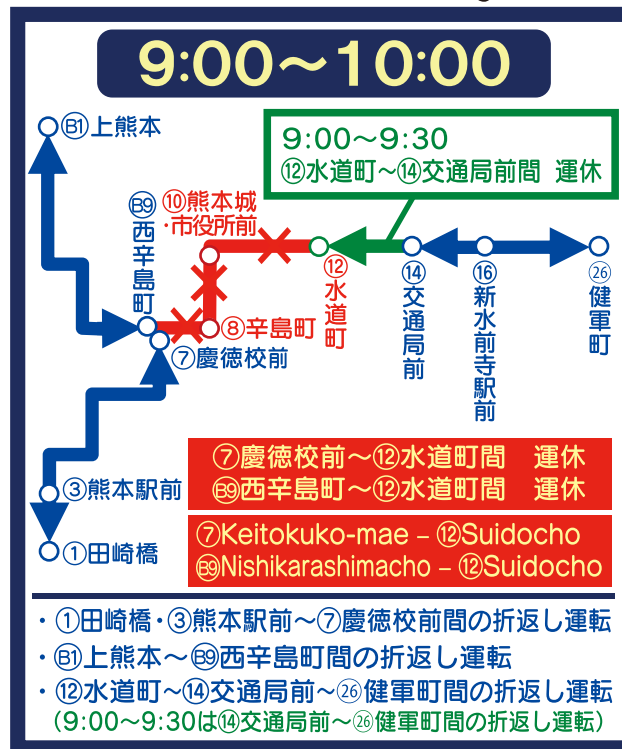 9:00～10:00
B1上熊本
9:00～9:30
⑫水道町～⑭交通局前間 運休
B9西辛島町
⑩熊本城
・市役所前
⑧辛島町
⑦慶徳校前
⑫水道町
⑭交通局前
⑯新水前寺駅前
㉖健軍町
③熊本駅前
①田崎橋
⑦慶徳校前～⑫水道町間 運休
B9西辛島町～⑫水道町間 運休
⑦Keitokuko-mae – ⑫Suidocho
B9Nishikarashimacho – ⑫Suidocho
・①田崎橋・③熊本駅前～⑦慶徳校前間の折返し運転
・B1上熊本～B9西辛島町間の折返し運転
・⑫水道町～⑭交通局前～㉖健軍町間の折返し運転
（9:00～9:30は⑭交通局前～㉖健軍町間の折返し運転）